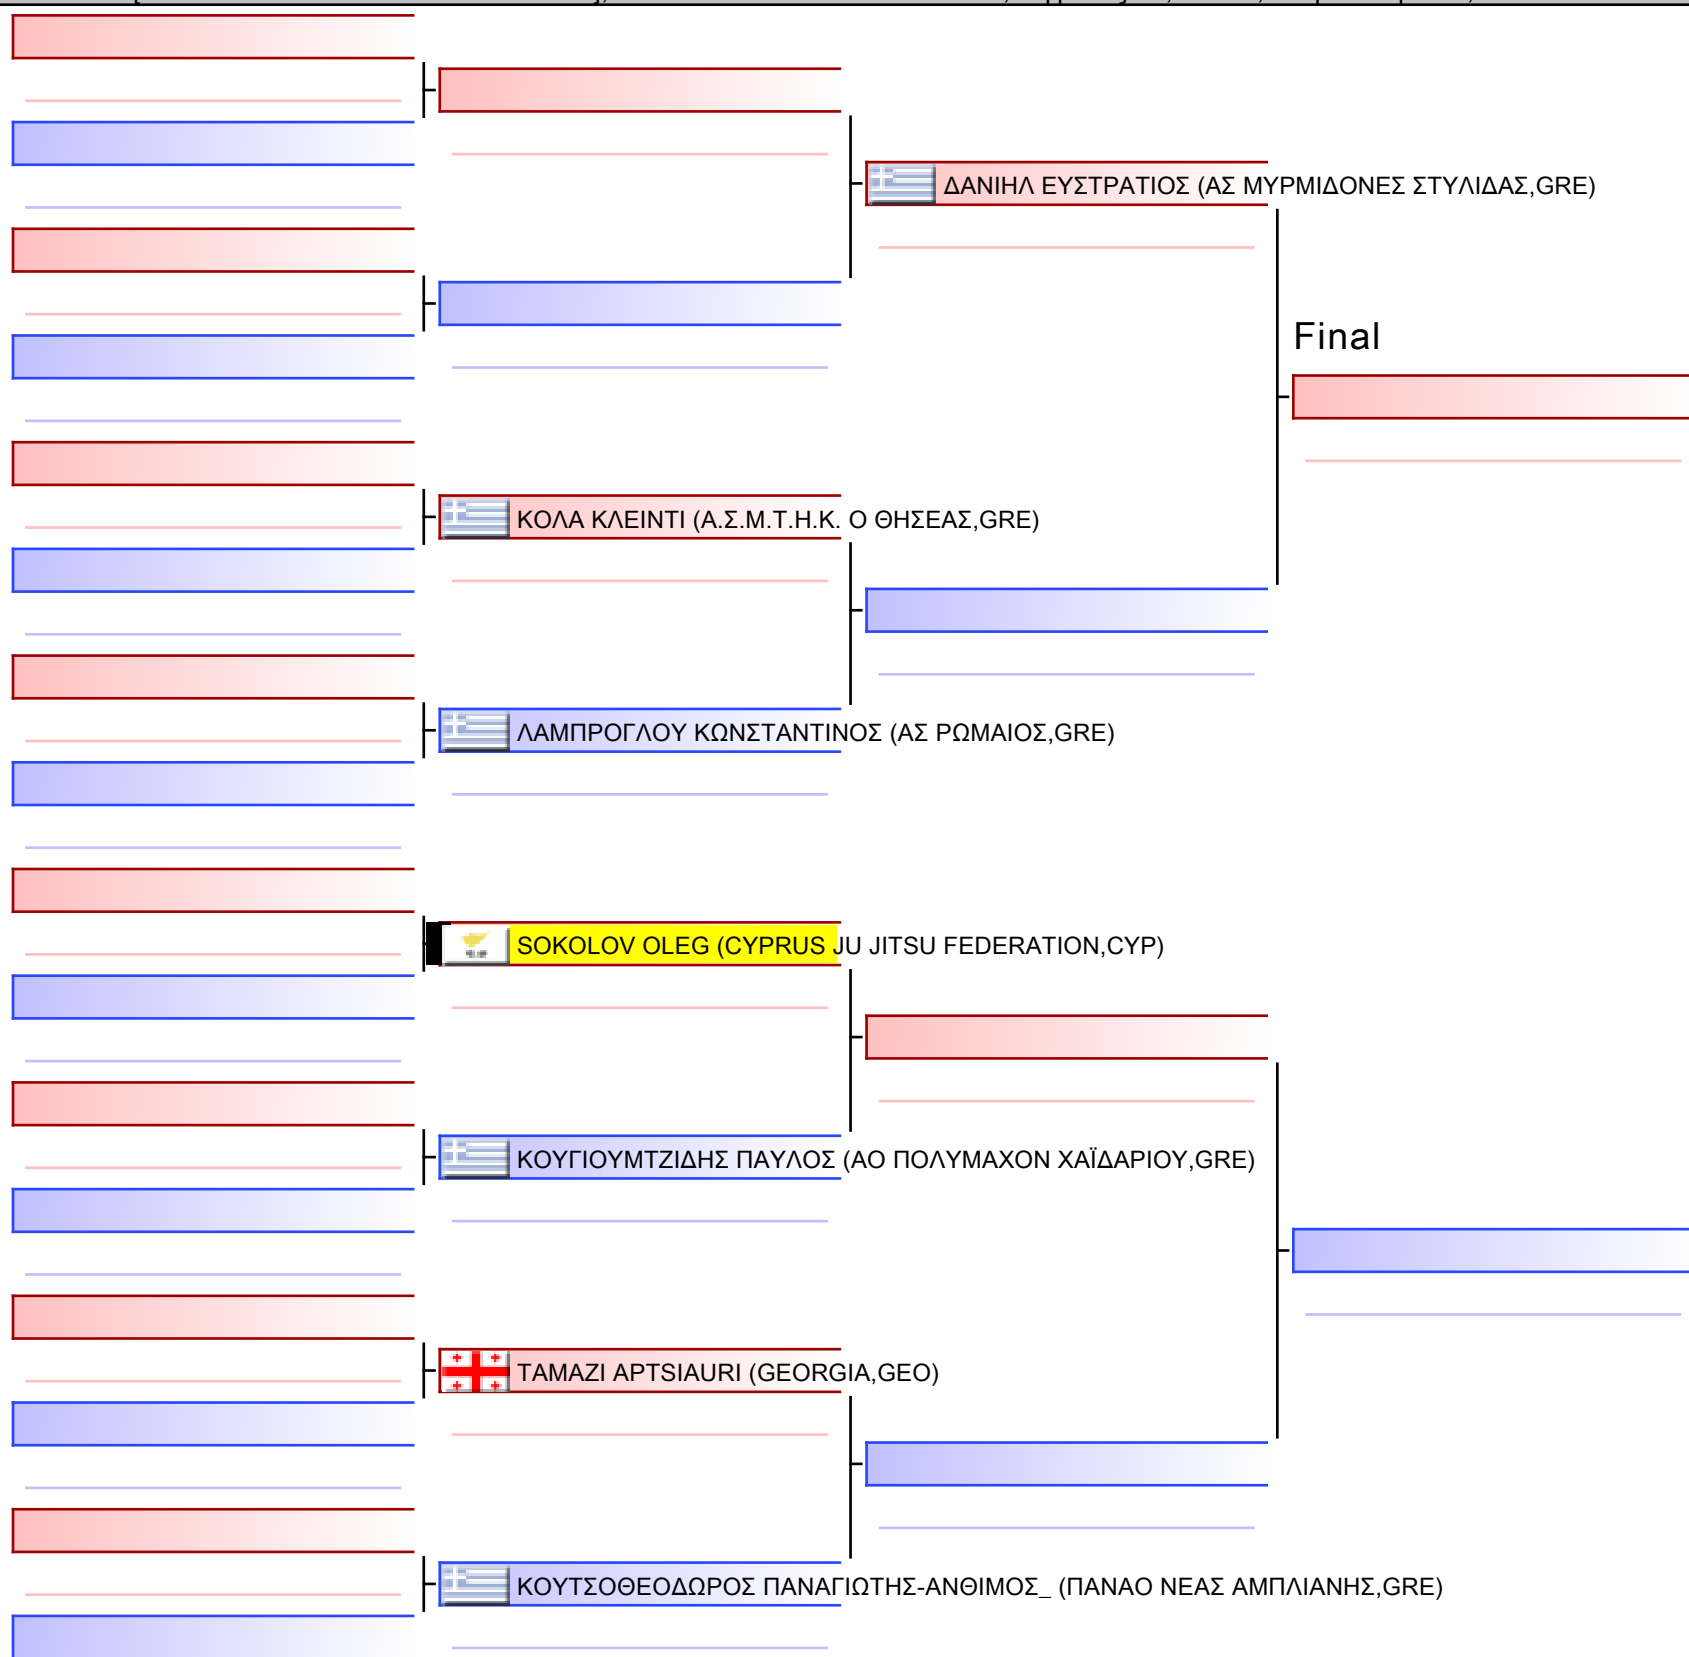 ΔΑΝΙΗΛ ΕΥΣΤΡΑΤΙΟΣ (ΑΣ ΜΥΡΜΙΔΟΝΕΣ ΣΤΥΛΙΔΑΣ,GRE)
Final
ΚΟΛΑ ΚΛΕΙΝΤΙ (Α.Σ.Μ.Τ.Η.Κ. Ο ΘΗΣΕΑΣ,GRE)
ΛΑΜΠΡΟΓΛΟΥ ΚΩΝΣΤΑΝΤΙΝΟΣ (ΑΣ ΡΩΜΑΙΟΣ,GRE)
SOKOLOV OLEG (CYPRUS JU JITSU FEDERATION,CYP)
ΚΟΥΓΙΟΥΜΤΖΙΔΗΣ ΠΑΥΛΟΣ (ΑΟ ΠΟΛΥΜΑΧΟΝ ΧΑΪΔΑΡΙΟΥ,GRE)
TAMAZI APTSIAURI (GEORGIA,GEO)
ΚΟΥΤΣΟΘΕΟΔΩΡΟΣ ΠΑΝΑΓΙΩΤΗΣ-ΑΝΘΙΜΟΣ_ (ΠΑΝΑΟ ΝΕΑΣ ΑΜΠΛΙΑΝΗΣ,GRE)